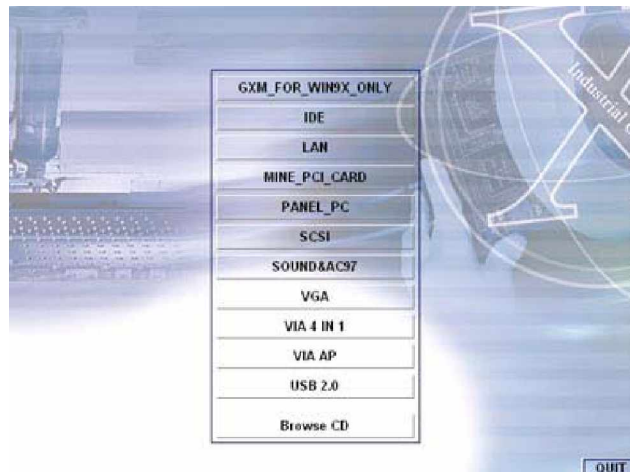 GXM_FOR_WIN9X_ONLY
IDE
LAN
MINE_PCI_CARD
PANEL_PC
SCSI
SOUND&AC97
VGA
VIA 4 IN 1
VIA AP
USB 2.0
Browse CD
Industrial
QUIT